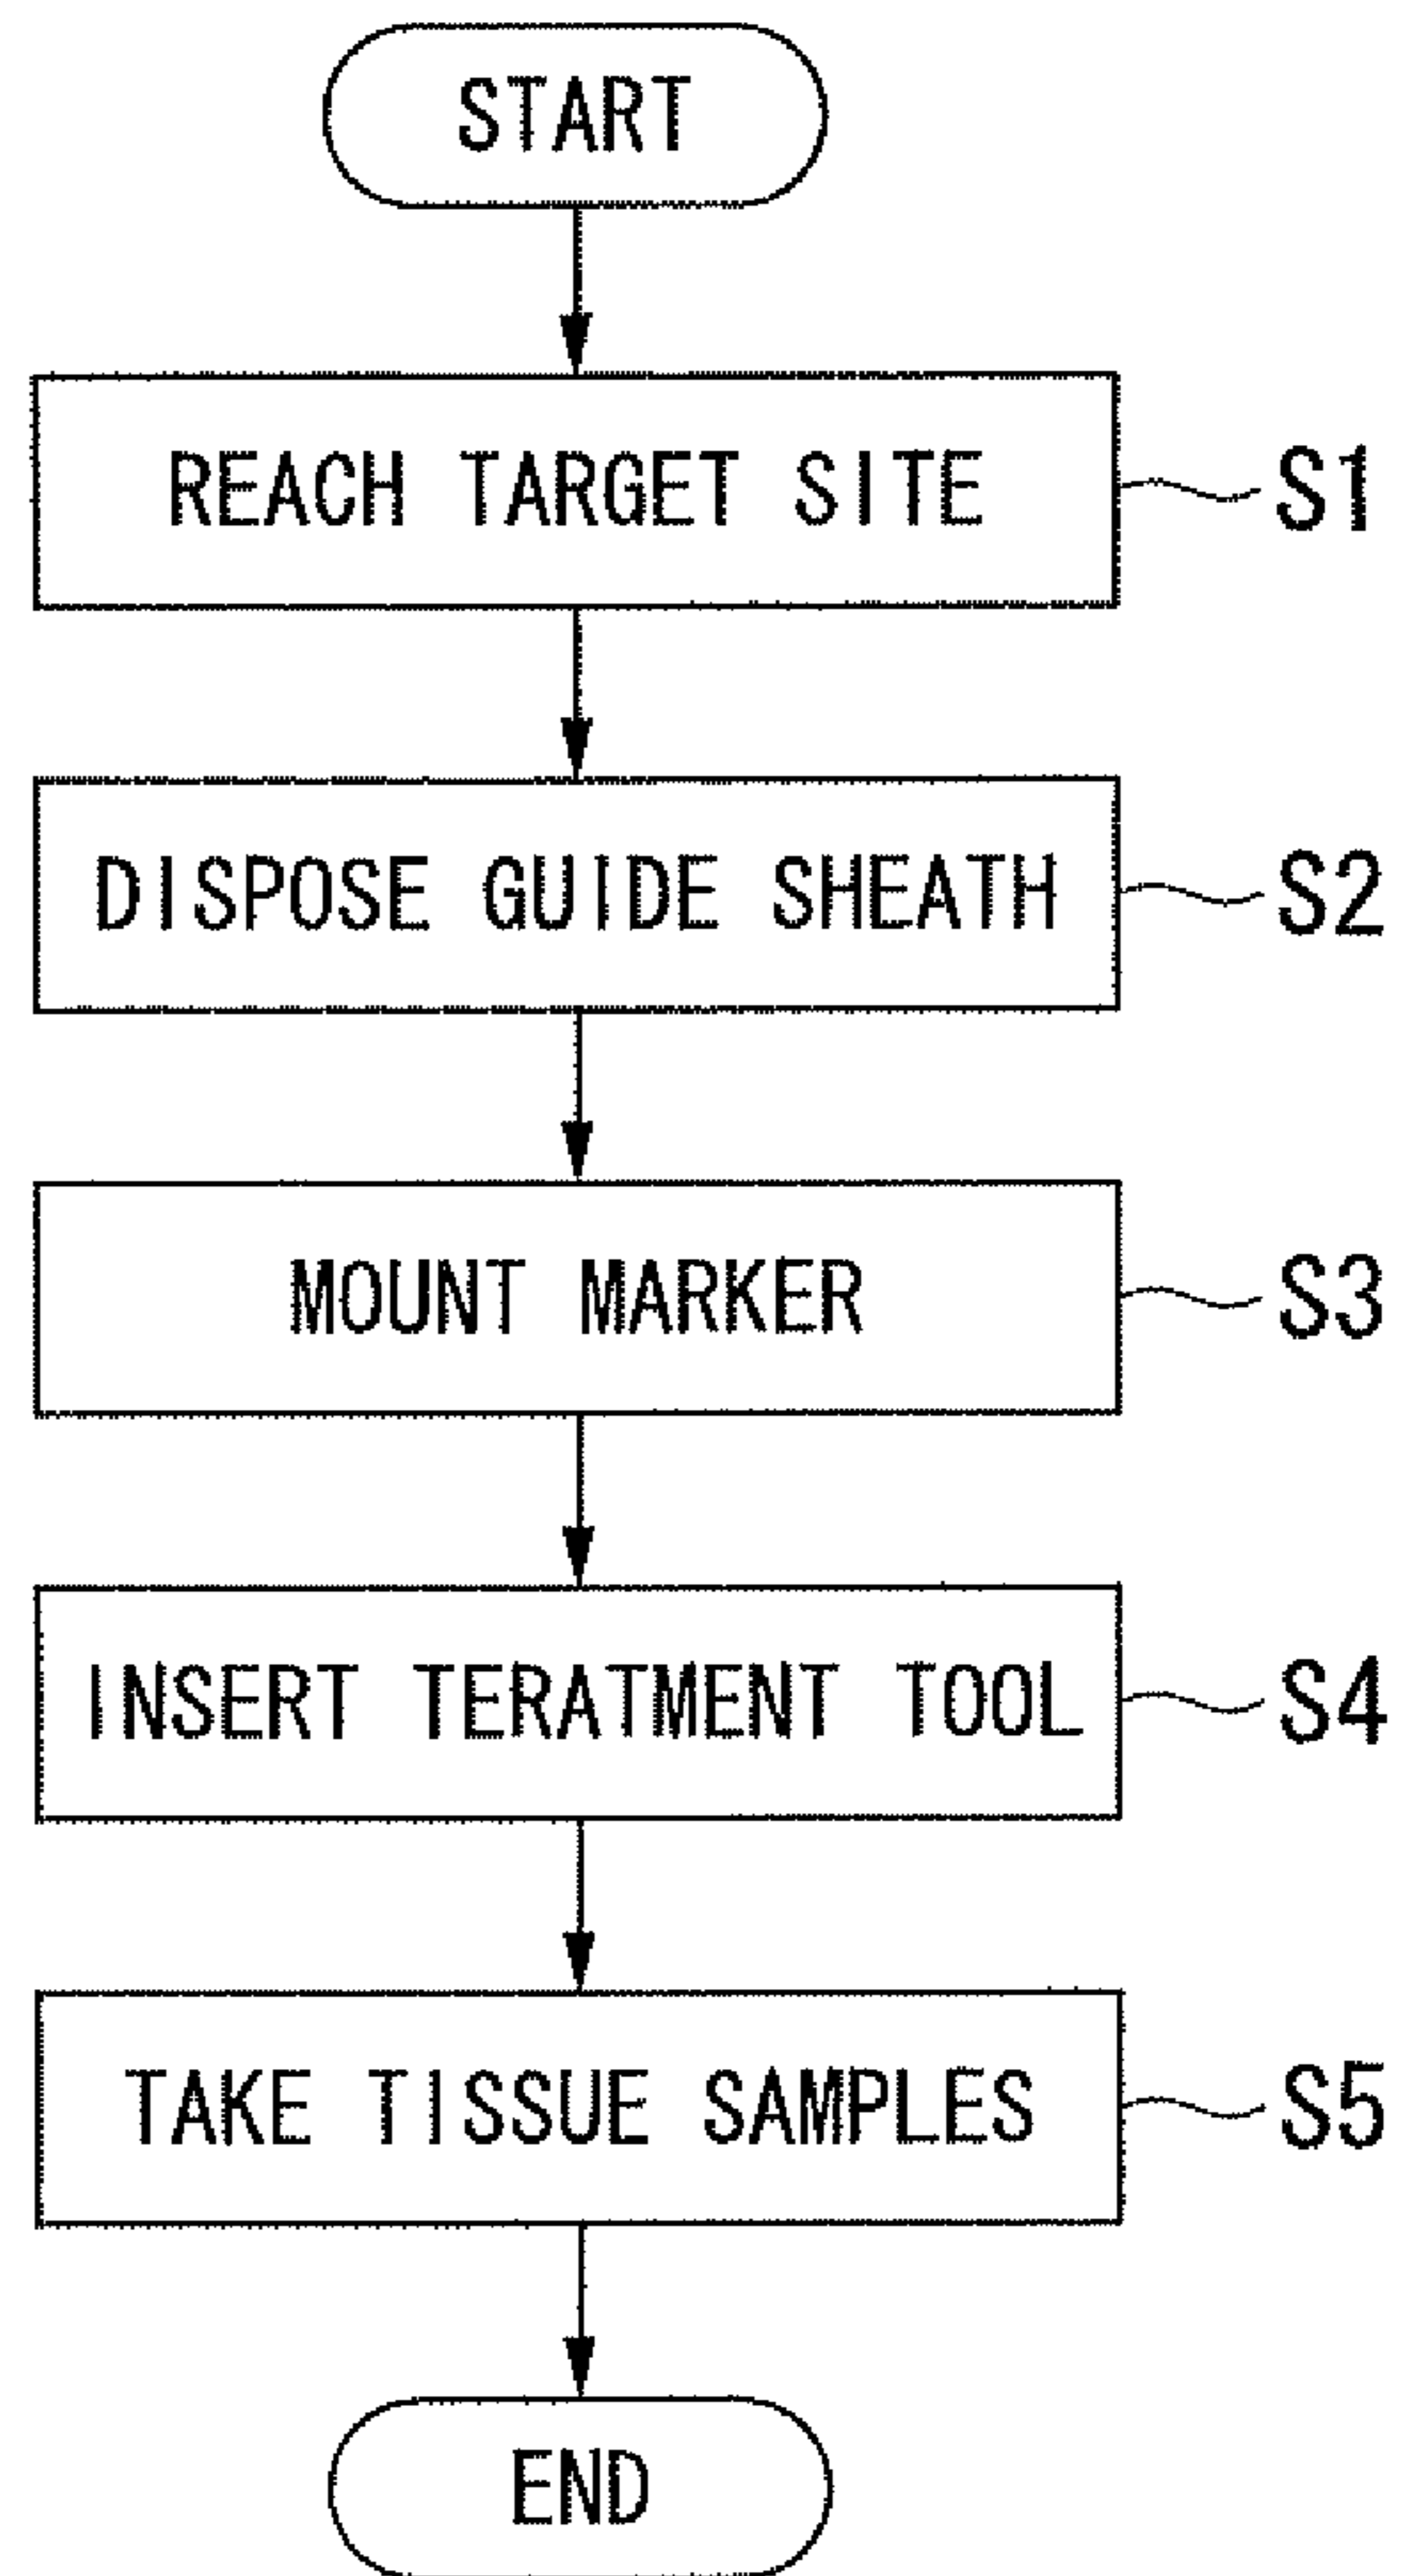 START
REACH TARGET SITE S1
DISPOSE GUIDE SHEATH S2
MOUNT MARKER S3
INSERT TERATMENT TOOL S4
TAKE TISSUE SAMPLES S5
END